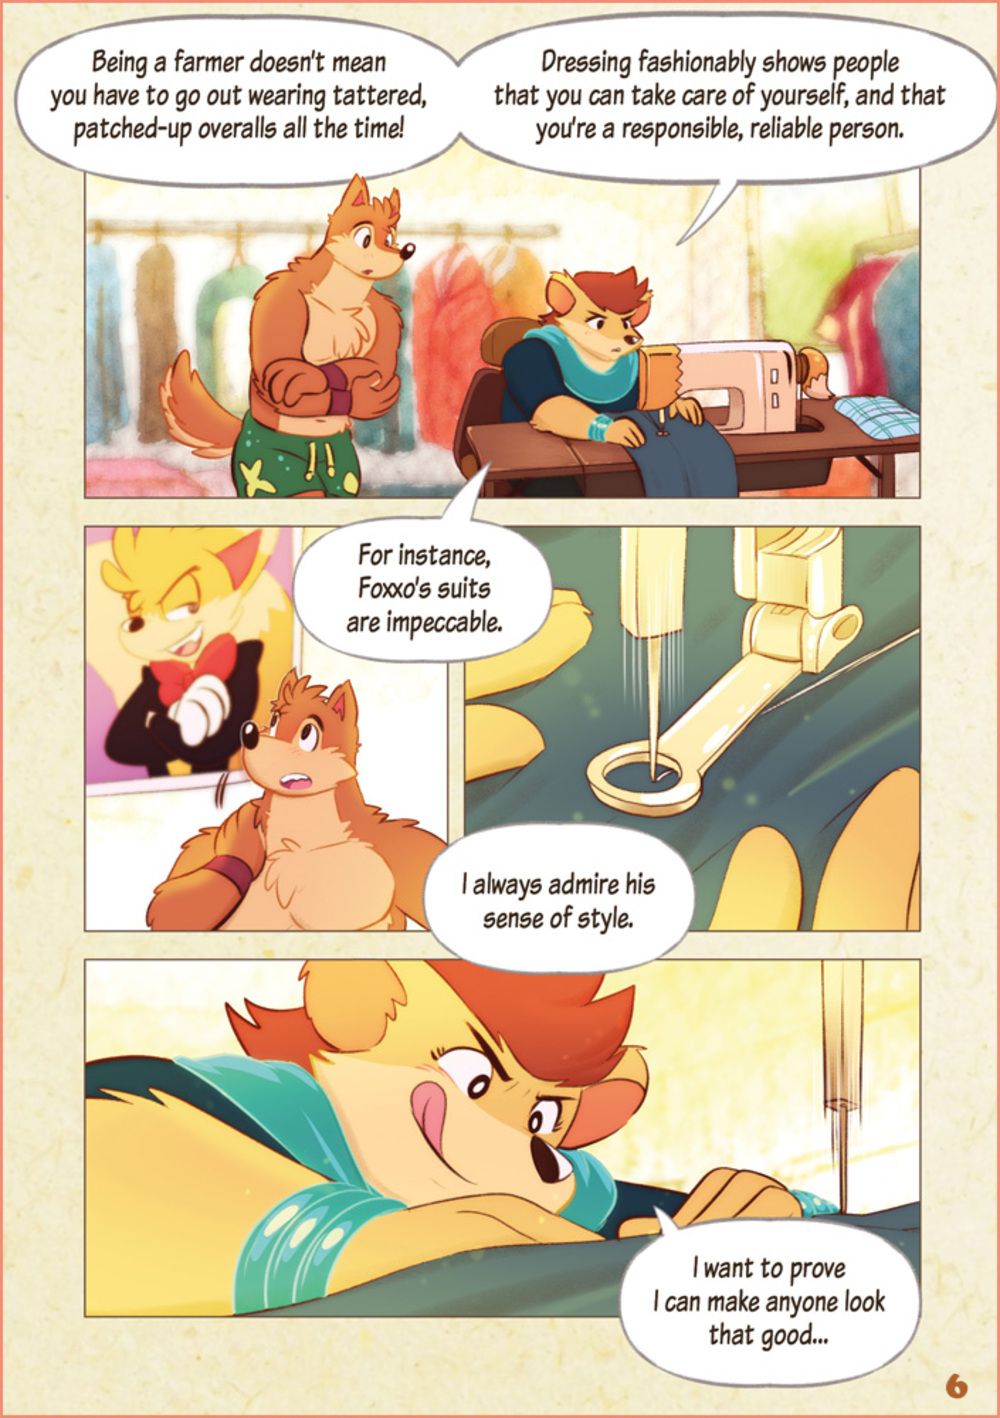 Being a farmer doesn't mean
you have to go out wearing tattered,
patched-up overalls all the time!
Dressing fashionably shows people
that you can take care of yourself, and that
you're a responsible, reliable person.
For instance,
Foxxo's suits
are impeccable.
I always admire his
sense of style.
I want to prove
I can make anyone look
that good...
6